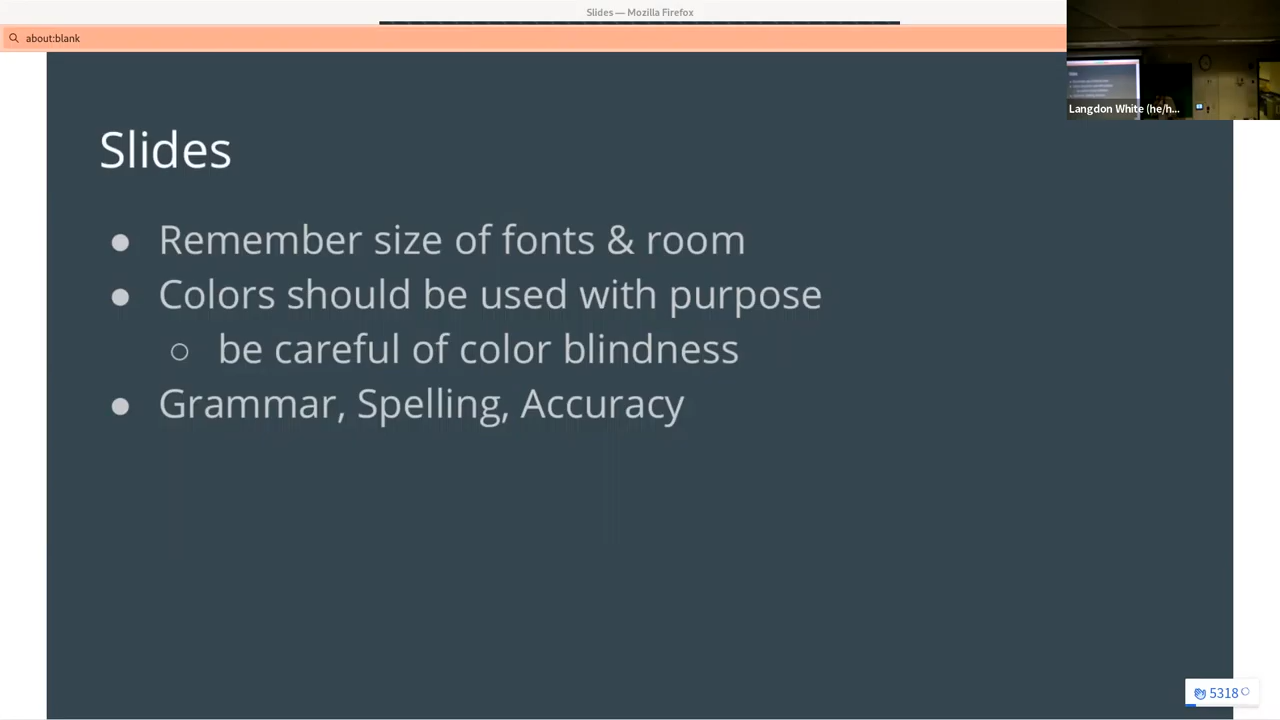 Slides — Mozilla Firefox
about:blank
Langdon White (he/h...
Slides
● Remember size of fonts & room
● Colors should be used with purpose
○ be careful of color blindness
● Grammar, Spelling, Accuracy
5318